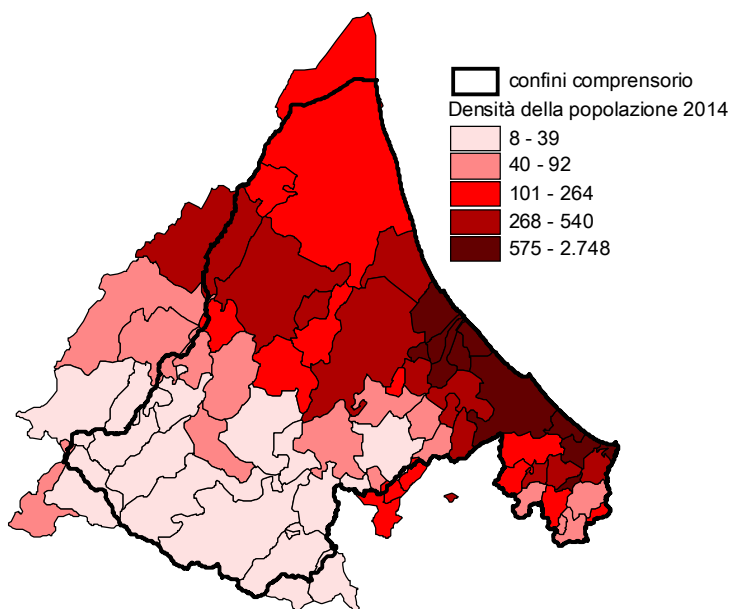 confini comprensorio
Densità della popolazione 2014
8 - 39
40 - 92
101 - 264
268 - 540
575 - 2.748